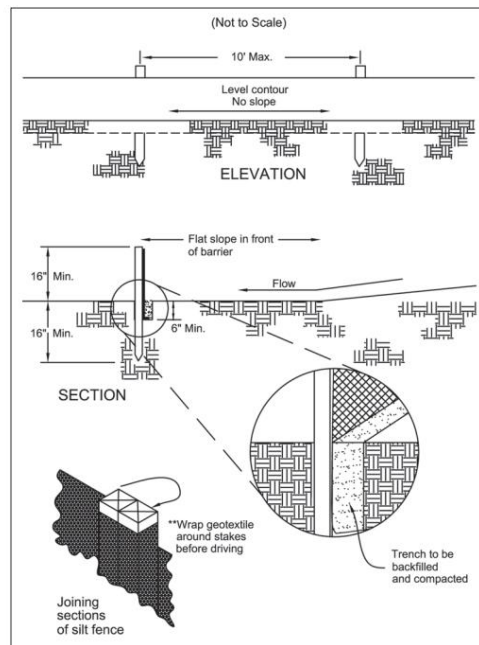 (Not to Scale)
10' Max.
Level contour
No slope
ELEVATION
Flat slope in front
of barrier
16" Min.
Flow
6" Min.
16" Min.
SECTION
**Wrap geotextile
around stakes
before driving
Trench to be
backfilled
and compacted
Joining
sections
of silt fence